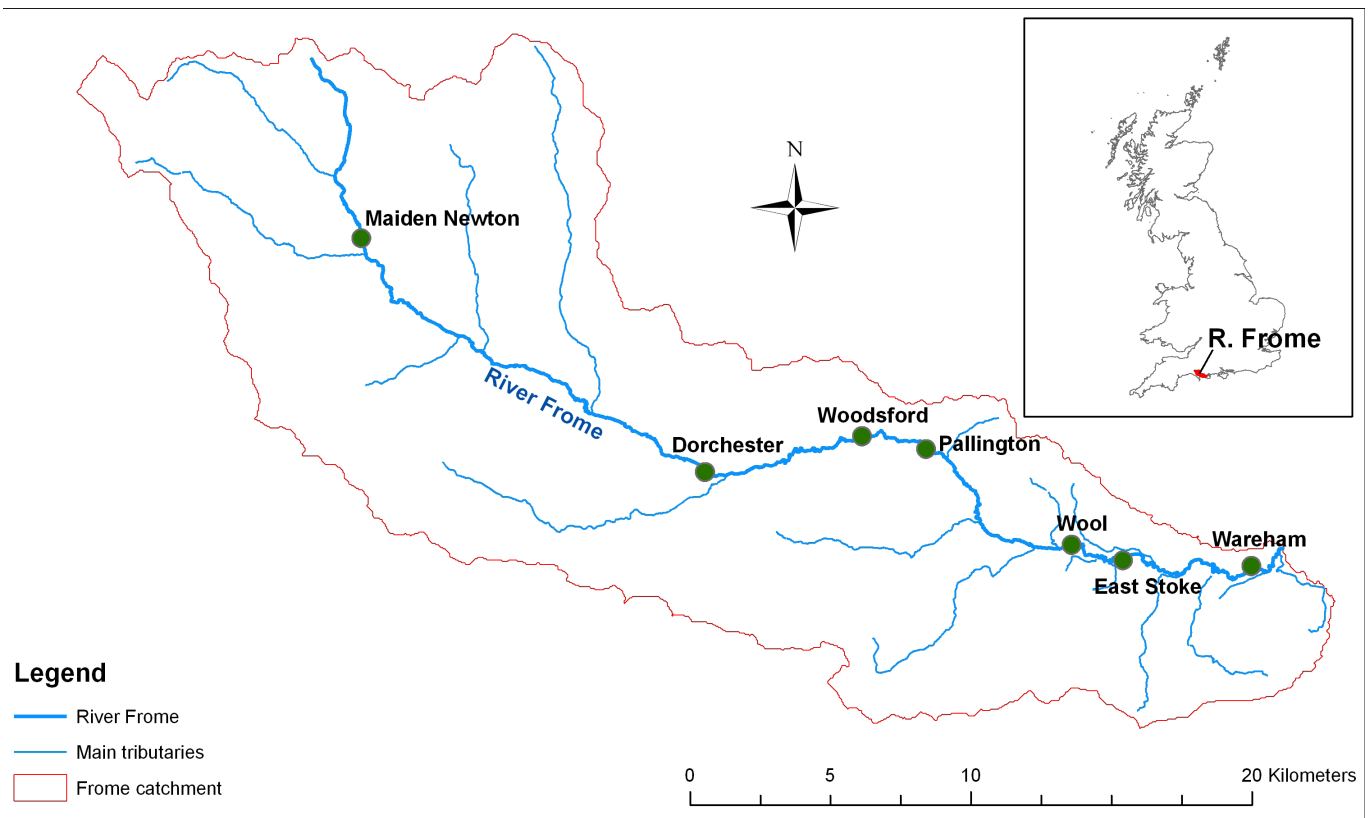 N
Maiden Newton
R. Frome
River Frome
Woodsford
Dorchester
Pallington
Wool
Wareham
East Stoke
Legend
River Frome
Main tributaries
Frome catchment
0 5 10 20 Kilometers